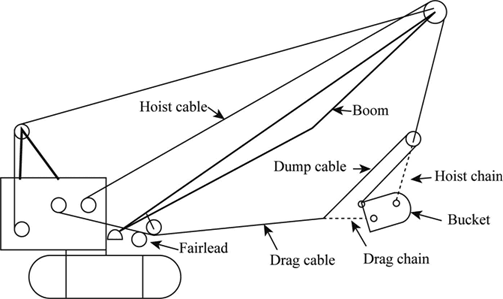 Hoist cable
Boom
Dump cable
Hoist chain
Bucket
Fairlead
Drag cable
Drag chain